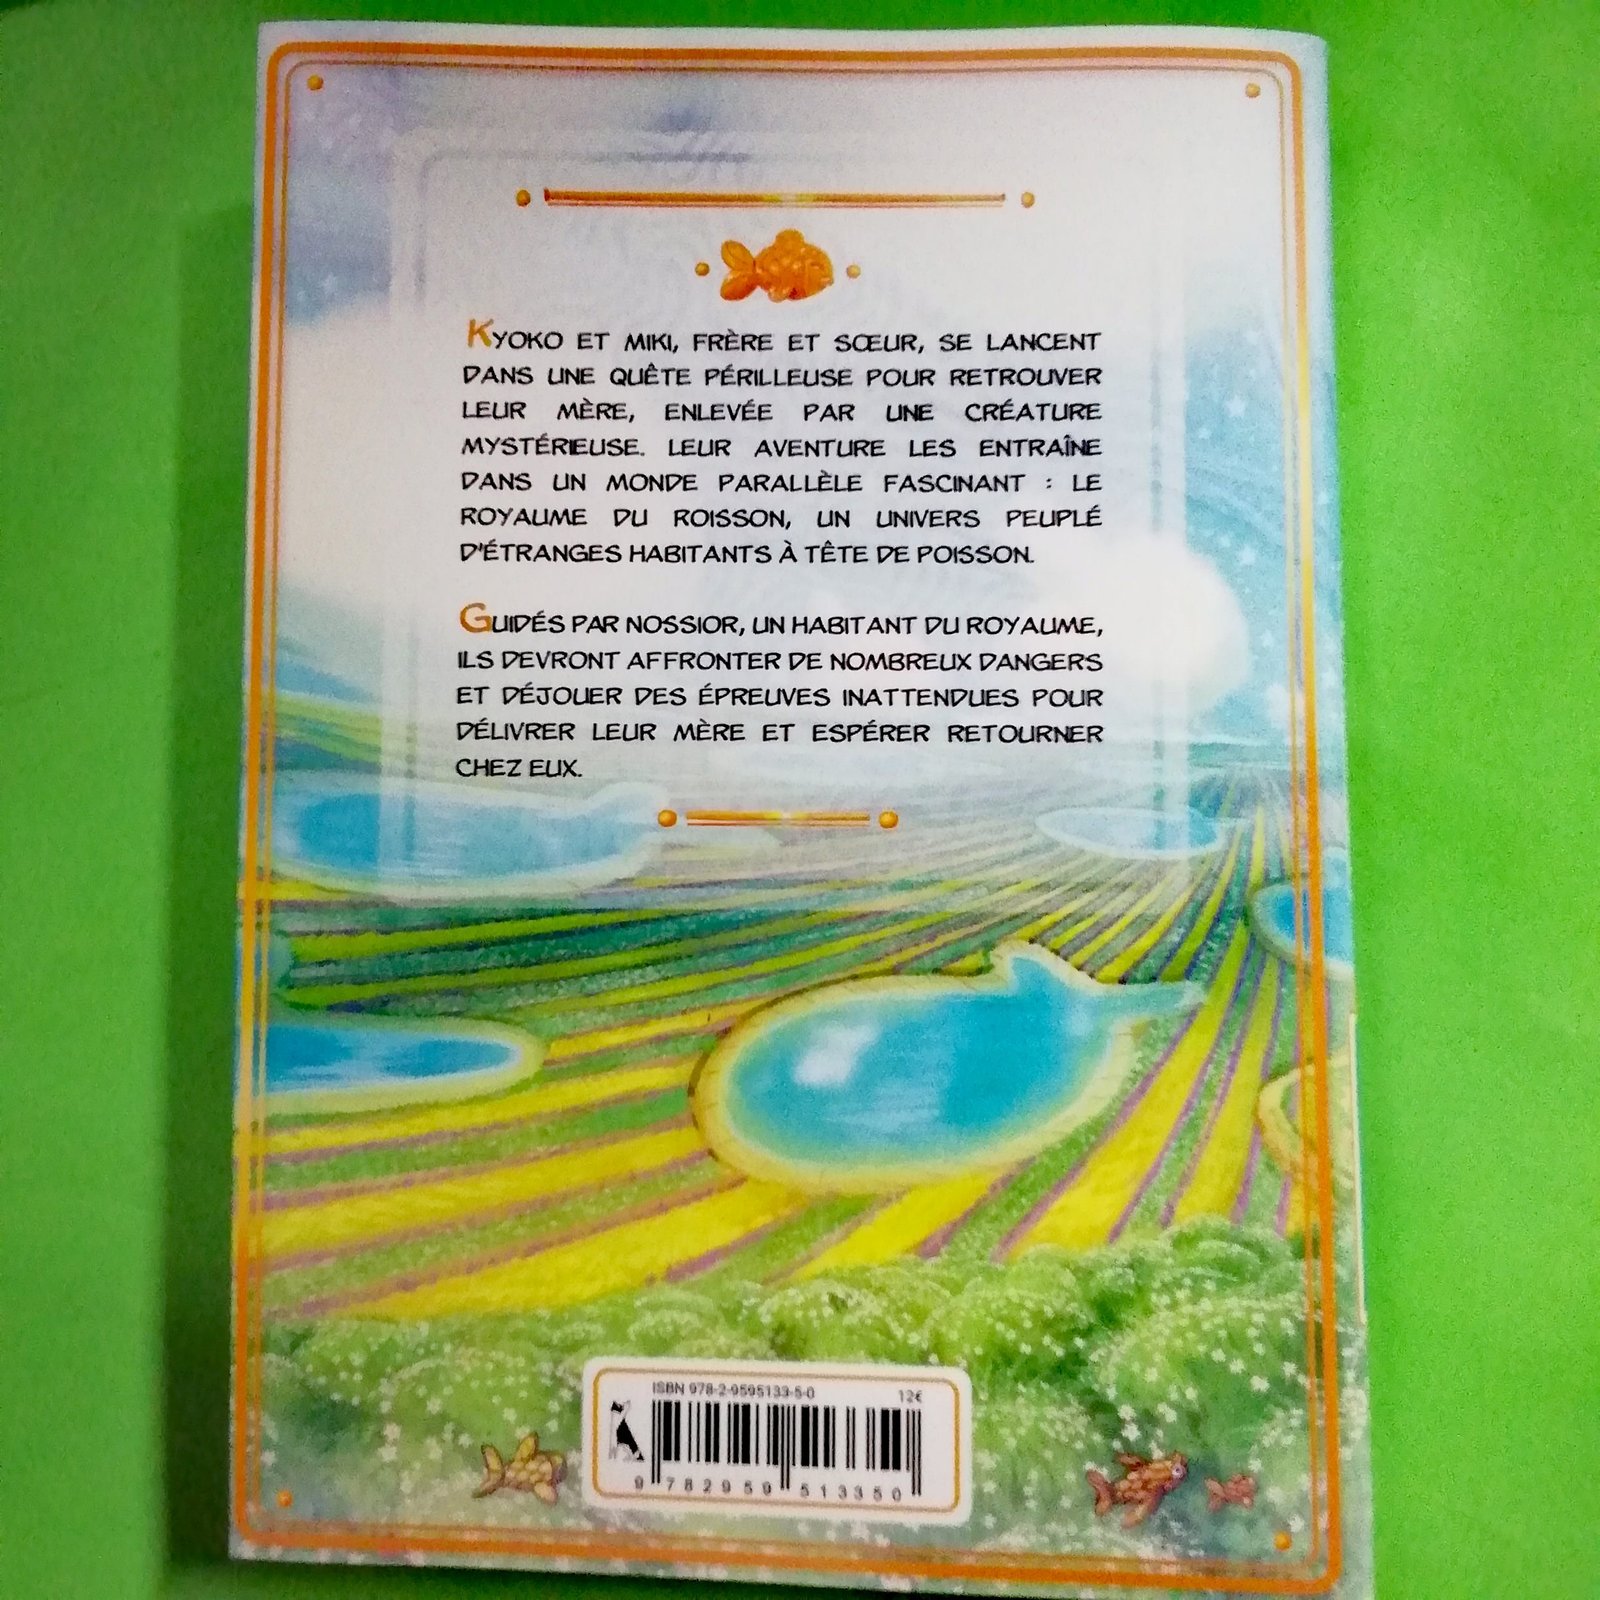 KYOKO ET MIKI, FRÈRE ET SŒUR, SE LANCENT
DANS UNE QUÊTE PÉRILLEUSE POUR RETROUVER
LEUR MÈRE, ENLEVÉE PAR UNE CRÉATURE
MYSTÉRIEUSE. LEUR AVENTURE LES ENTRAÎNE
DANS UN MONDE PARALLÈLE FASCINANT : LE
ROYAUME DU ROISSON, UN UNIVERS PEUPLÉ
D'ÉTRANGES HABITANTS À TÊTE DE POISSON.
GUIDÉS PAR NOSSIOR, UN HABITANT DU ROYAUME,
ILS DEVRONT AFFRONTER DE NOMBREUX DANGERS
ET DÉJOUER DES ÉPREUVES INATTENDUES POUR
DÉLIVRER LEUR MÈRE ET ESPÉRER RETOURNER
CHEZ EUX.
ISBN 978-2-9595133-5-0 12€
9 782959 513350